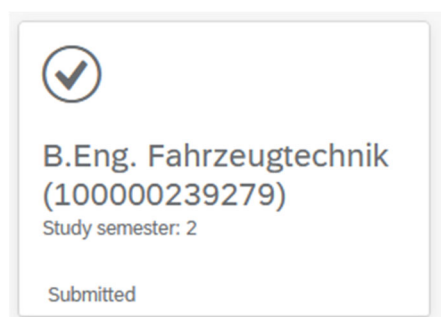 B.Eng. Fahrzeugtechnik
(100000239279)
Study semester: 2
Submitted